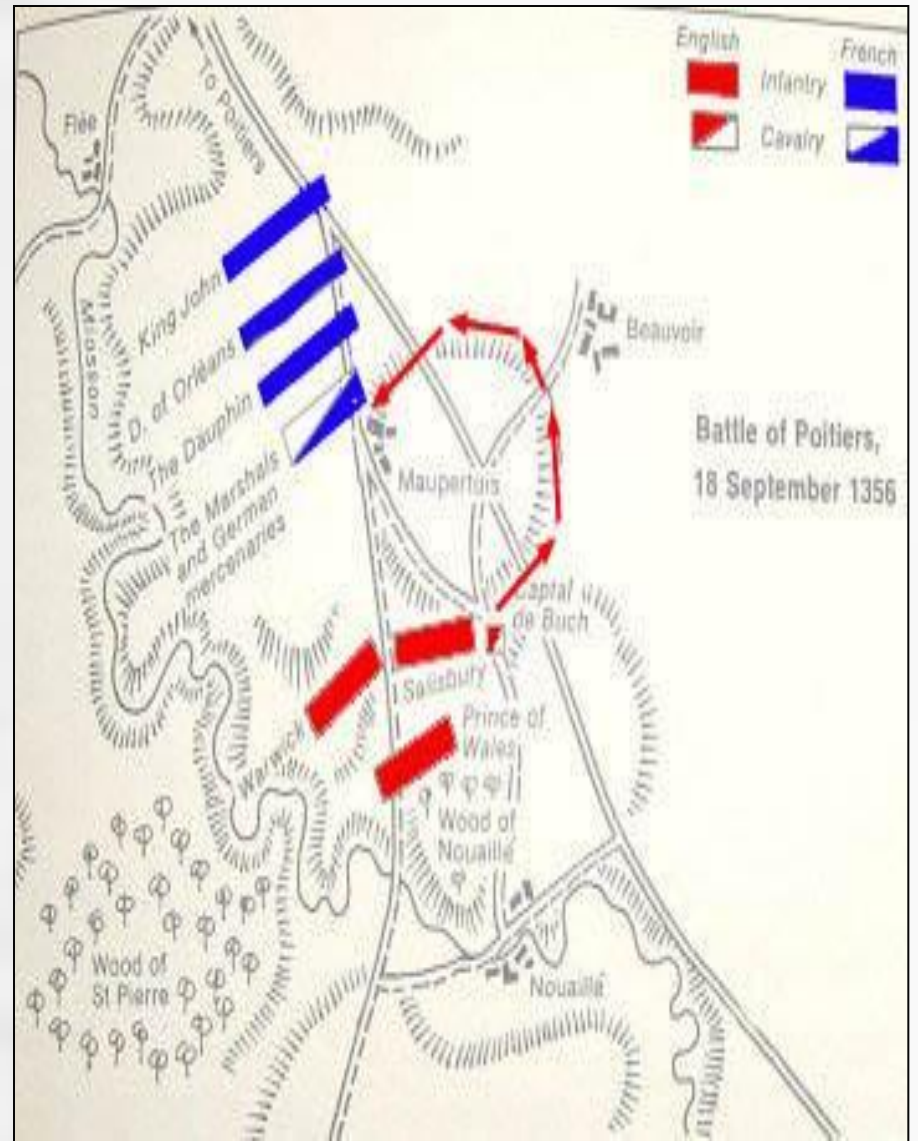 English
French
Infantry
Cavalry
To Poitiers
Flée
Miosson
King John
D. of Orléans
The Dauphin
The Marshals
and German
mercenaries
Beauvoir
Maupertuis
Battle of Poitiers,
18 September 1356
Captal
de Buch
Salisbury
Warwick
Prince of
Wales
Wood of
Nouaillé
Wood of
St Pierre
Nouaillé